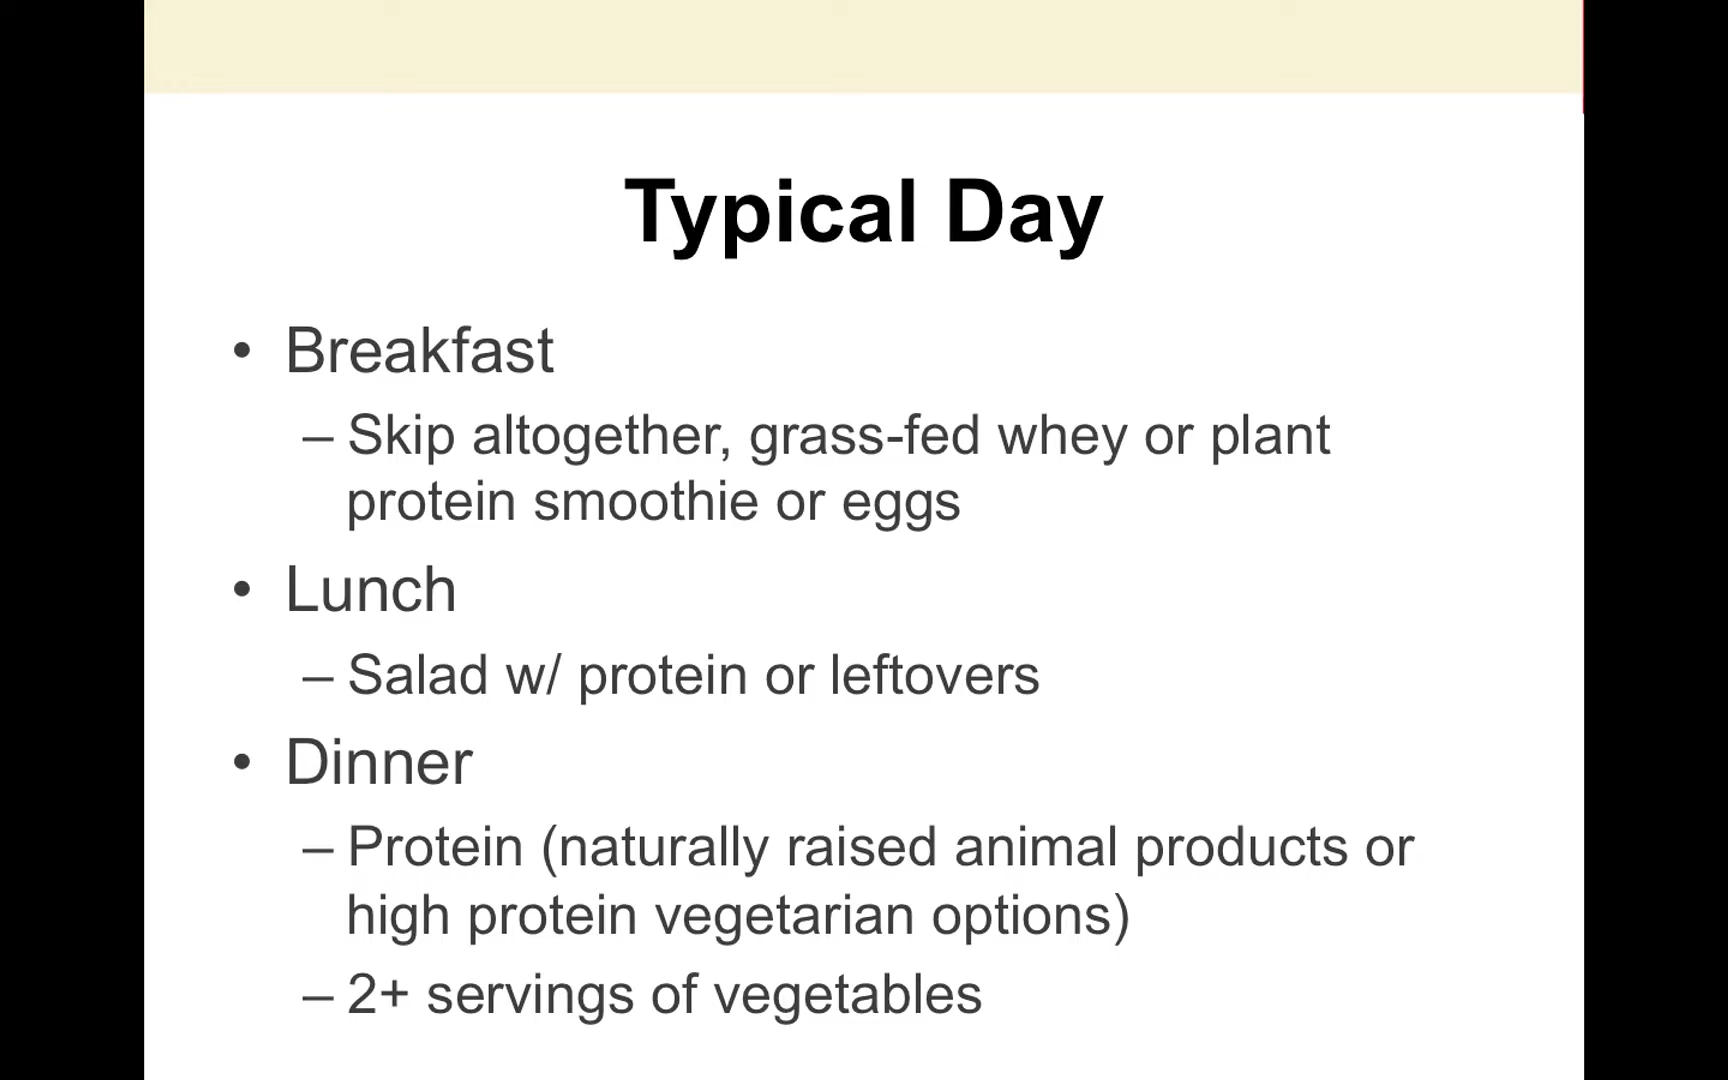 Typical Day
• Breakfast
– Skip altogether, grass-fed whey or plant
protein smoothie or eggs
• Lunch
– Salad w/ protein or leftovers
• Dinner
– Protein (naturally raised animal products or
high protein vegetarian options)
– 2+ servings of vegetables